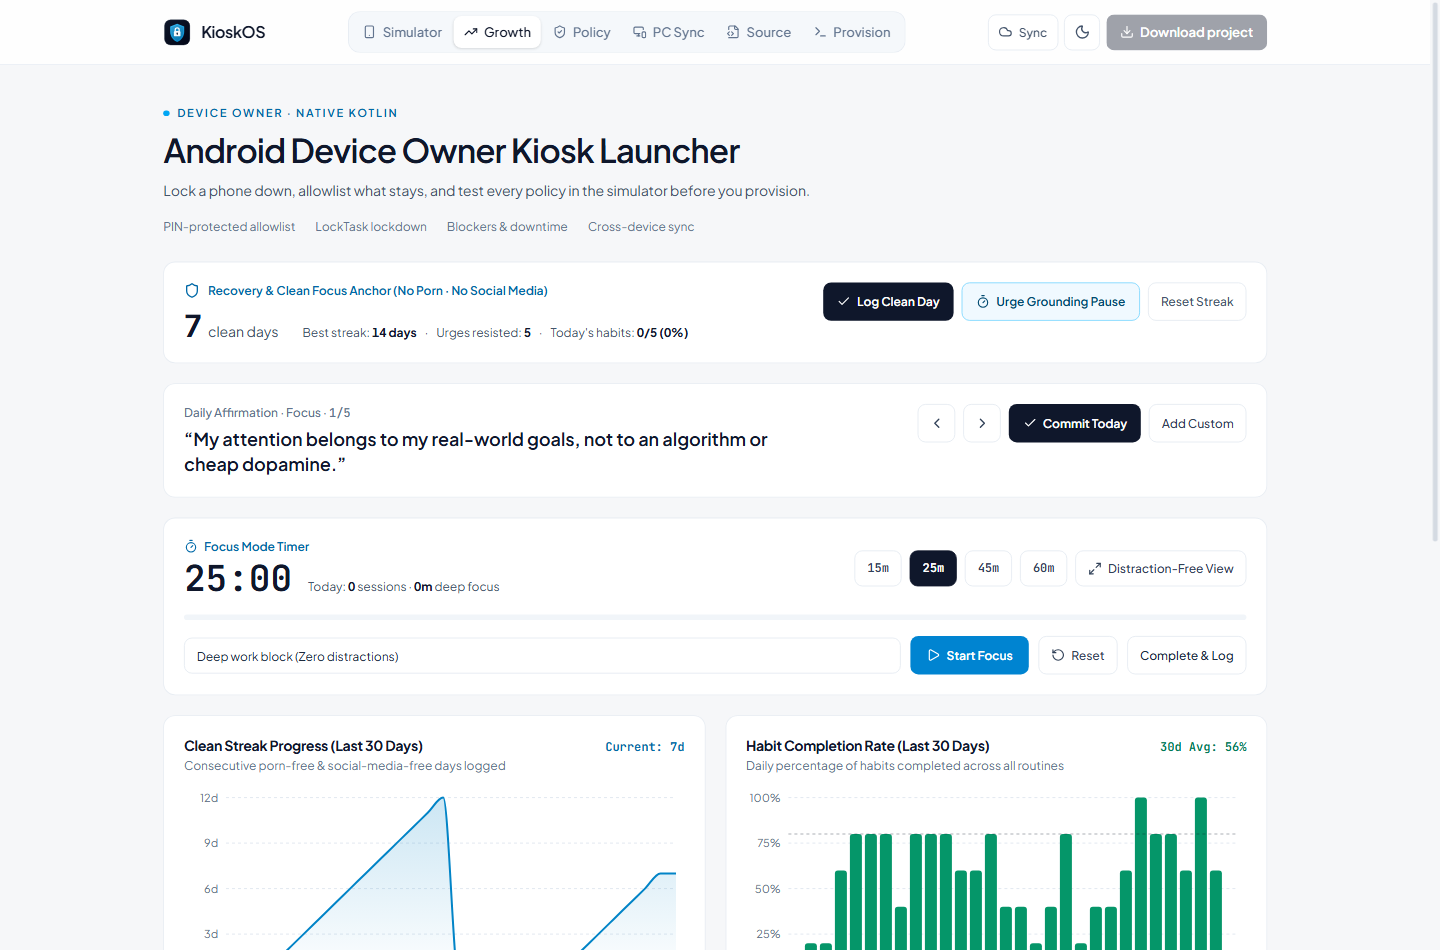 KioskOS
Simulator
Growth
Policy
PC Sync
Source
Provision
Sync
Download project
DEVICE OWNER · NATIVE KOTLIN
Android Device Owner Kiosk Launcher
Lock a phone down, allowlist what stays, and test every policy in the simulator before you provision.
PIN-protected allowlist
LockTask lockdown
Blockers & downtime
Cross-device sync
Recovery & Clean Focus Anchor (No Porn · No Social Media)
7 clean days
Best streak: 14 days · Urges resisted: 5 · Today's habits: 0/5 (0%)
Log Clean Day
Urge Grounding Pause
Reset Streak
Daily Affirmation · Focus · 1/5
“My attention belongs to my real-world goals, not to an algorithm or
cheap dopamine.”
Commit Today
Add Custom
Focus Mode Timer
25:00
Today: 0 sessions · 0m deep focus
15m
25m
45m
60m
Distraction-Free View
Deep work block (Zero distractions)
Start Focus
Reset
Complete & Log
Clean Streak Progress (Last 30 Days)
Current: 7d
Consecutive porn-free & social-media-free days logged
12d
9d
6d
3d
Habit Completion Rate (Last 30 Days)
30d Avg: 56%
Daily percentage of habits completed across all routines
100%
75%
50%
25%